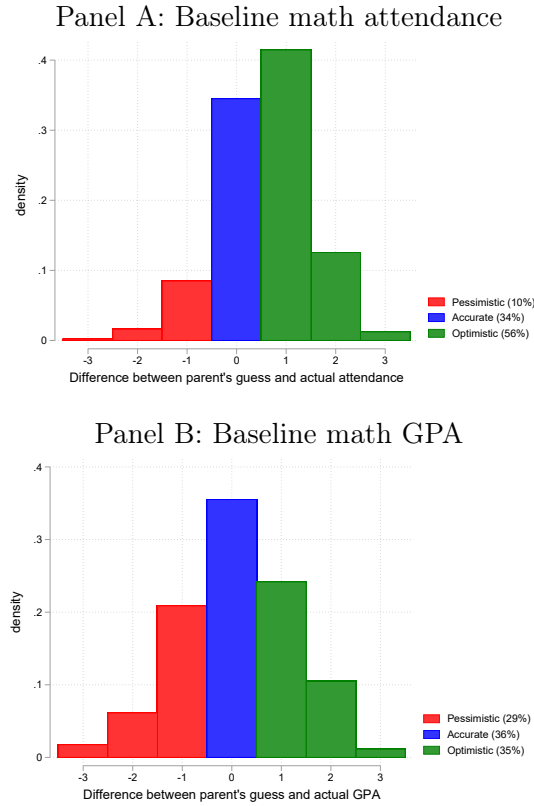 Panel A: Baseline math attendance
.4
.3
.2
.1
0
density
-3 -2 -1 0 1 2 3
Difference between parent's guess and actual attendance
Pessimistic (10%)
Accurate (34%)
Optimistic (56%)
Panel B: Baseline math GPA
.4
.3
.2
.1
0
density
-3 -2 -1 0 1 2 3
Difference between parent's guess and actual GPA
Pessimistic (29%)
Accurate (36%)
Optimistic (35%)